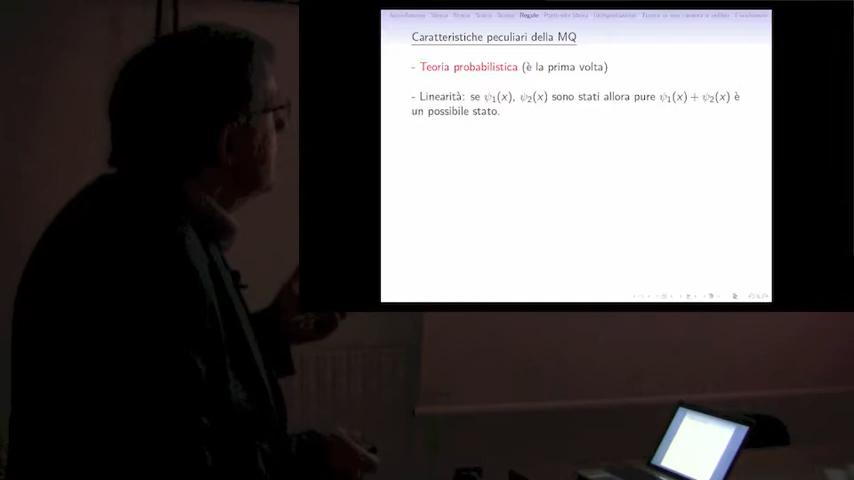 Regole
Caratteristiche peculiari della MQ
- Teoria probabilistica (è la prima volta)
- Linearità: se ψ₁(x), ψ₂(x) sono stati allora pure ψ₁(x) + ψ₂(x) è
un possibile stato.